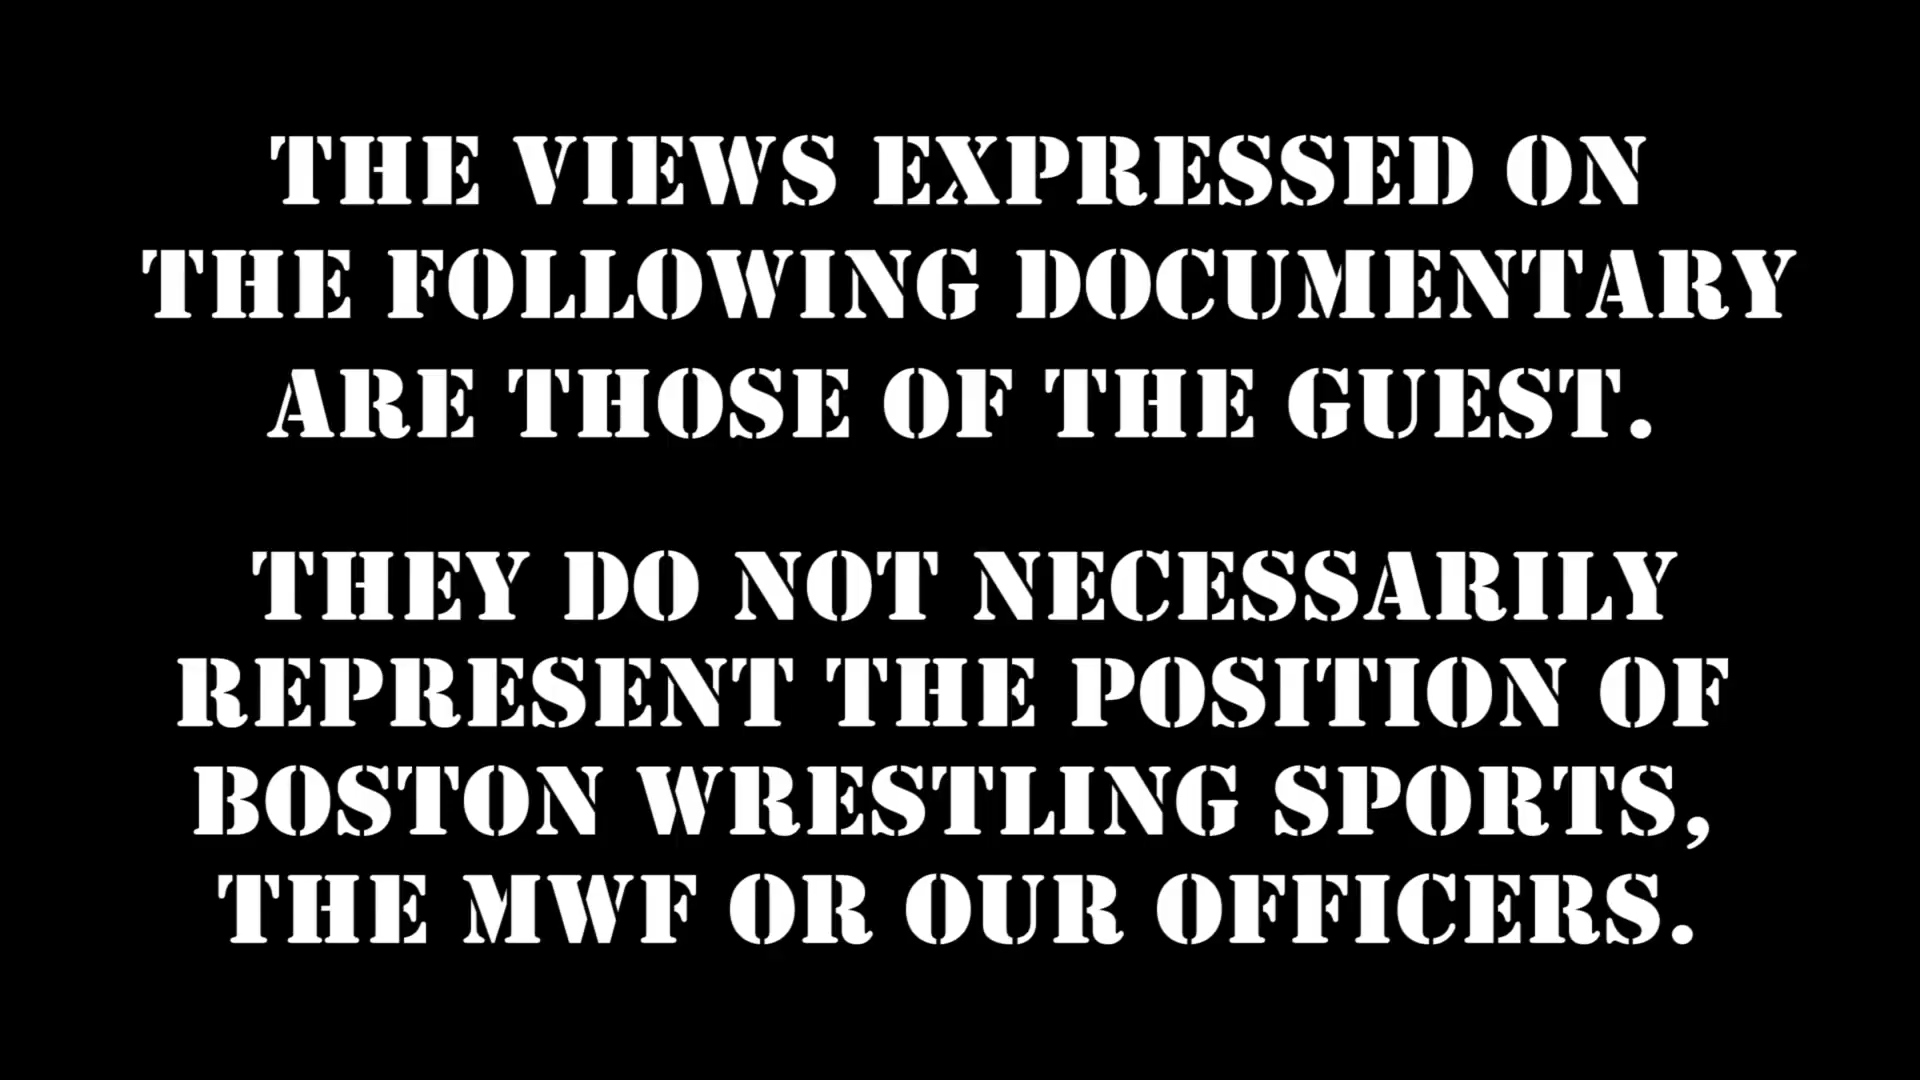 THE VIEWS EXPRESSED ON
THE FOLLOWING DOCUMENTARY
ARE THOSE OF THE GUEST.
THEY DO NOT NECESSARILY
REPRESENT THE POSITION OF
BOSTON WRESTLING SPORTS,
THE MWF OR OUR OFFICERS.